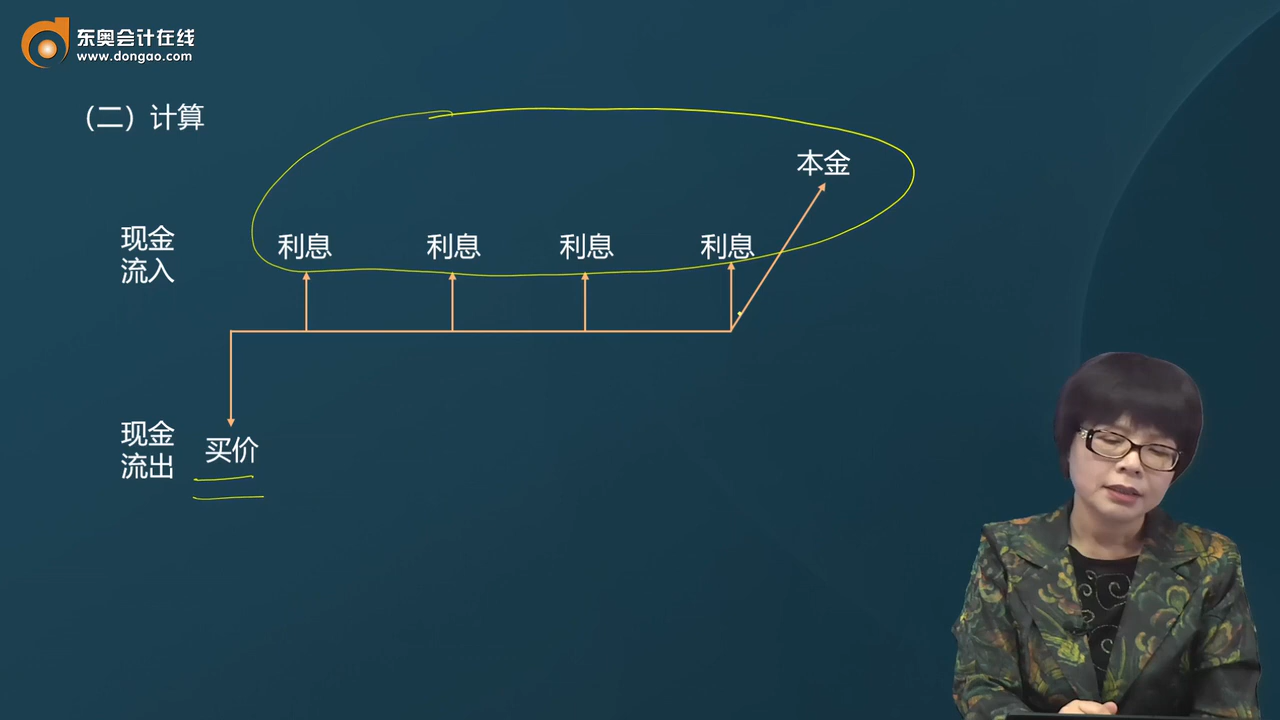 东奥会计在线
www.dongao.com
（二）计算
本金
现金
流入
利息 利息 利息 利息
现金
流出
买价